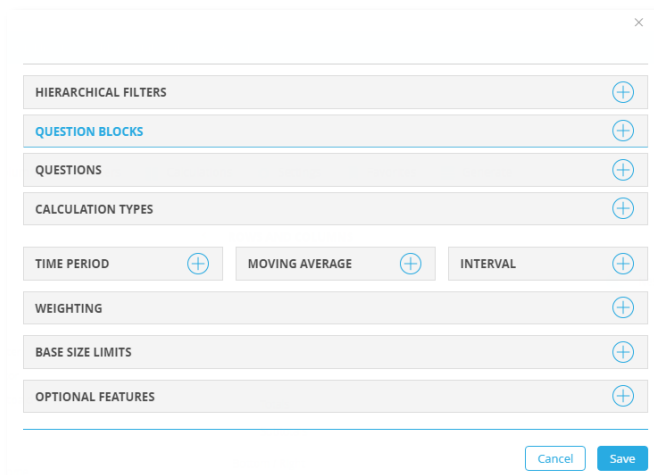 HIERARCHICAL FILTERS
QUESTION BLOCKS
QUESTIONS
CALCULATION TYPES
TIME PERIOD MOVING AVERAGE INTERVAL
WEIGHTING
BASE SIZE LIMITS
OPTIONAL FEATURES
Cancel Save